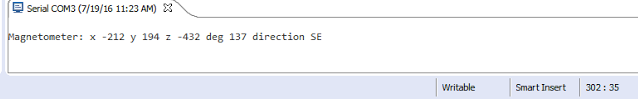 Serial COM3 (7/19/16 11:23 AM)
Magnetometer: x -212 y 194 z -432 deg 137 direction SE
Writable Smart Insert 302 : 35